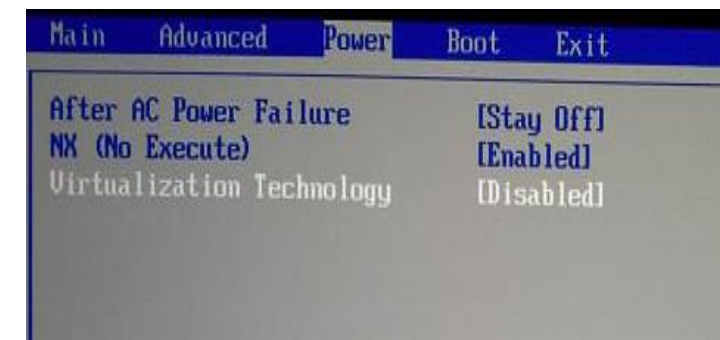 Main Advanced Power Boot Exit
After AC Power Failure [Stay Off]
NX (No Execute) [Enabled]
Virtualization Technology [Disabled]